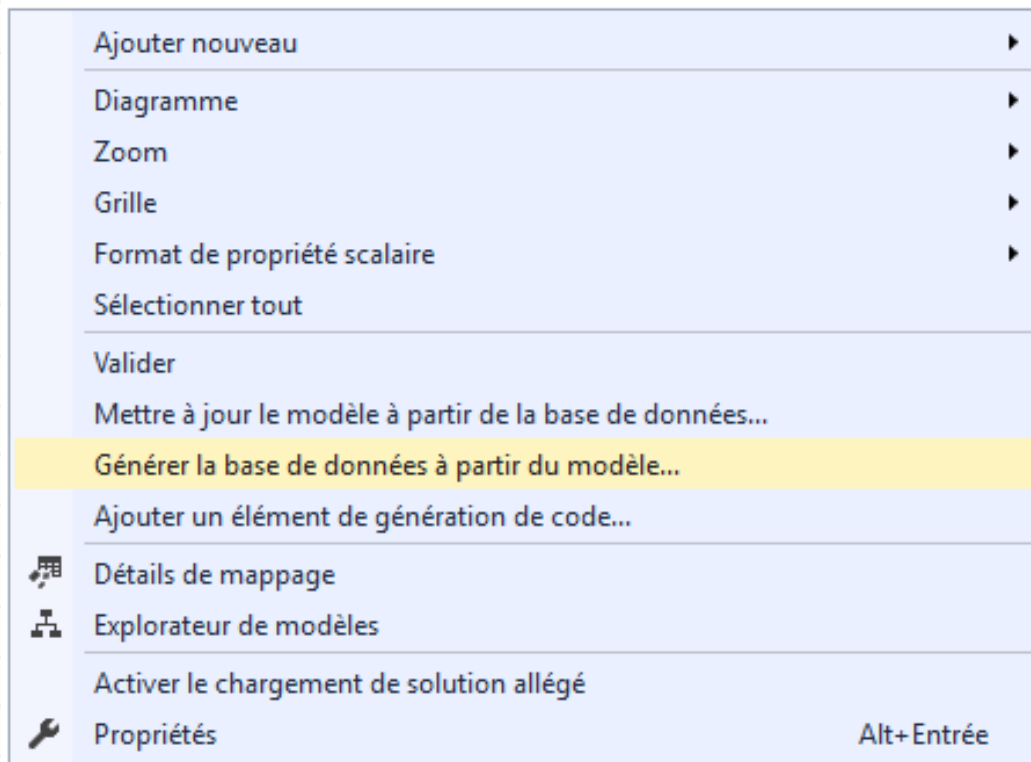 Ajouter nouveau
Diagramme
Zoom
Grille
Format de propriété scalaire
Sélectionner tout
Valider
Mettre à jour le modèle à partir de la base de données...
Générer la base de données à partir du modèle...
Ajouter un élément de génération de code...
Détails de mappage
Explorateur de modèles
Activer le chargement de solution allégé
Propriétés Alt+Entrée